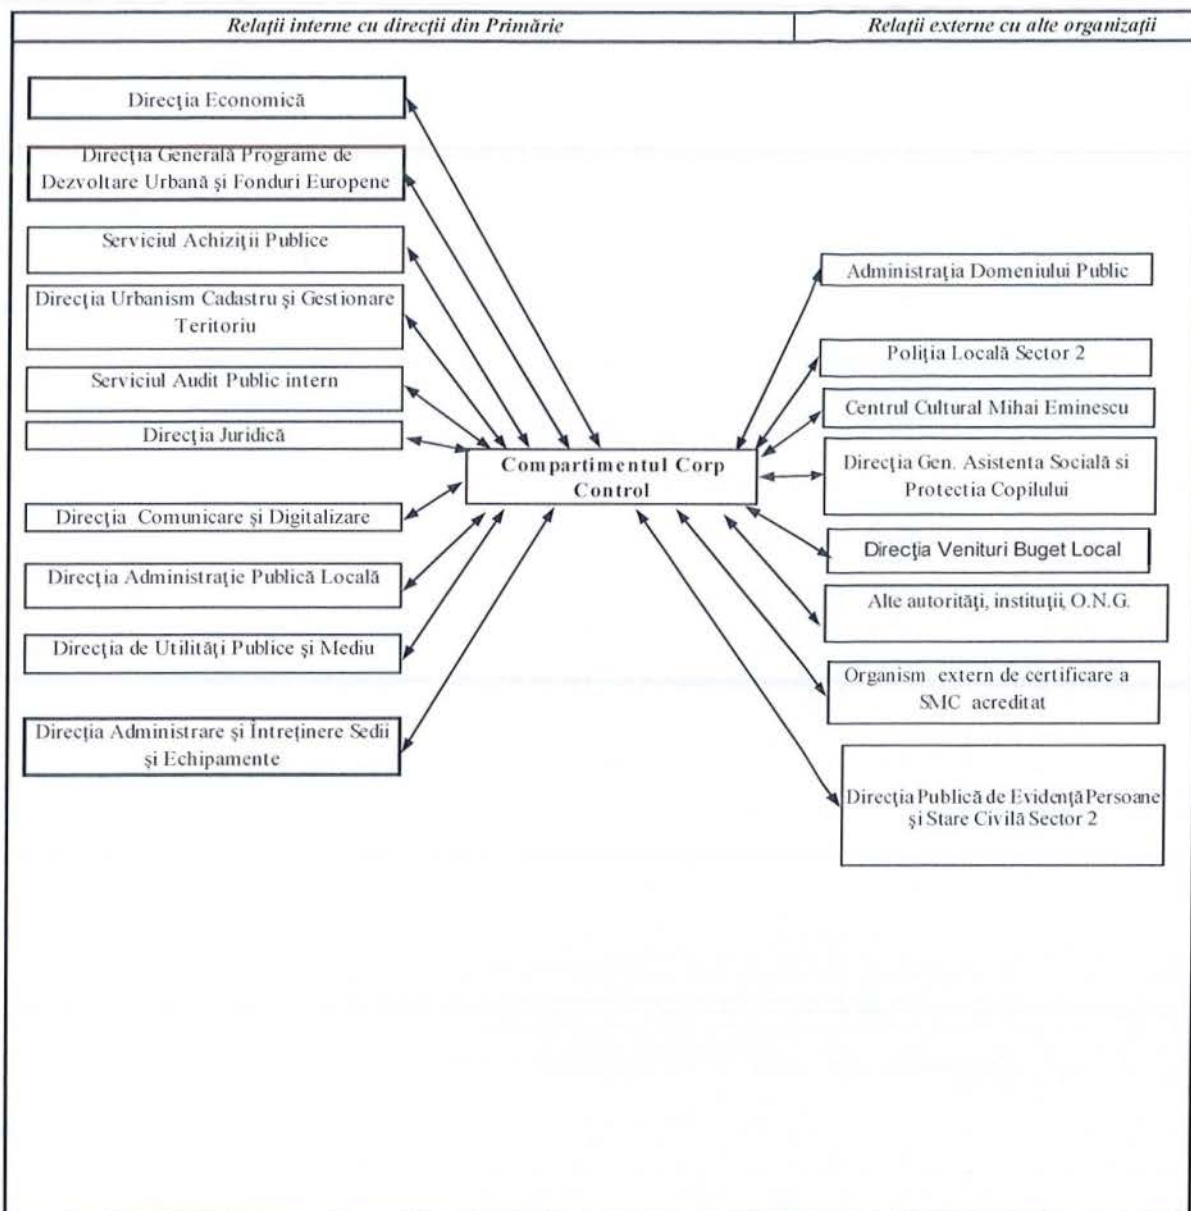 Relații interne cu direcții din Primărie
Relații externe cu alte organizații
Direcția Economică
Direcția Generală Programe de
Dezvoltare Urbană și Fonduri Europene
Serviciul Achiziții Publice
Direcția Urbanism Cadastru și Gestionare
Teritoriu
Serviciul Audit Public intern
Direcția Juridică
Direcția Comunicare și Digitalizare
Direcția Administrație Publică Locală
Direcția de Utilități Publice și Mediu
Direcția Administrare și Întreținere Sedii
și Echipamente
Compartimentul Corp
Control
Administrația Domeniului Public
Poliția Locală Sector 2
Centrul Cultural Mihai Eminescu
Direcția Gen. Asistenta Socială si
Protectia Copilului
Direcția Venituri Buget Local
Alte autorități, instituții, O.N.G.
Organism extern de certificare a
SMC acreditat
Direcția Publică de Evidență Persoane
și Stare Civilă Sector 2